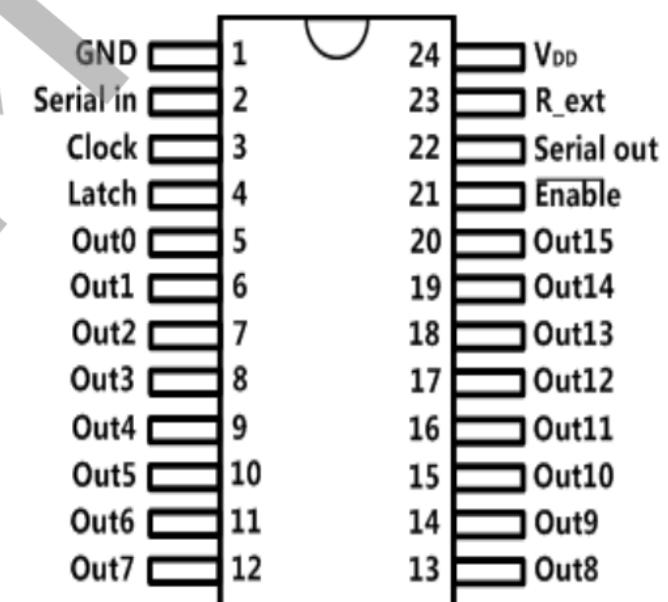 GND 1 24 VDD
Serial in 2 23 R_ext
Clock 3 22 Serial out
Latch 4 21 Enable
Out0 5 20 Out15
Out1 6 19 Out14
Out2 7 18 Out13
Out3 8 17 Out12
Out4 9 16 Out11
Out5 10 15 Out10
Out6 11 14 Out9
Out7 12 13 Out8